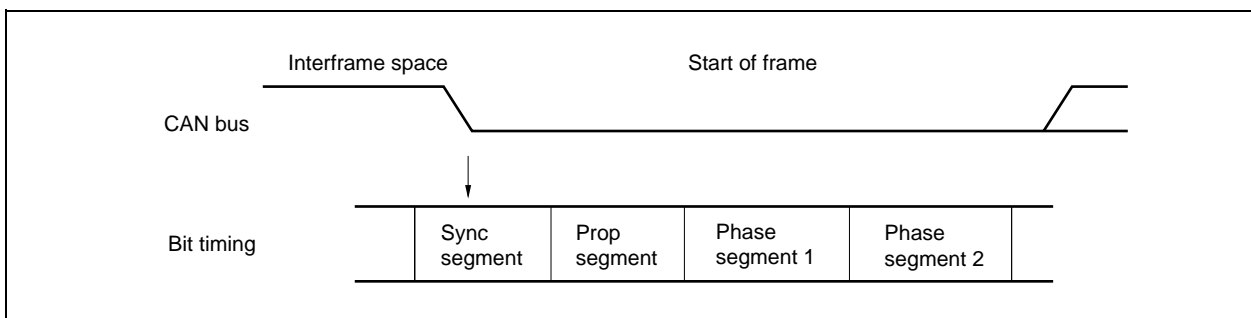 Interframe space
Start of frame
CAN bus
Bit timing
Sync
segment
Prop
segment
Phase
segment 1
Phase
segment 2